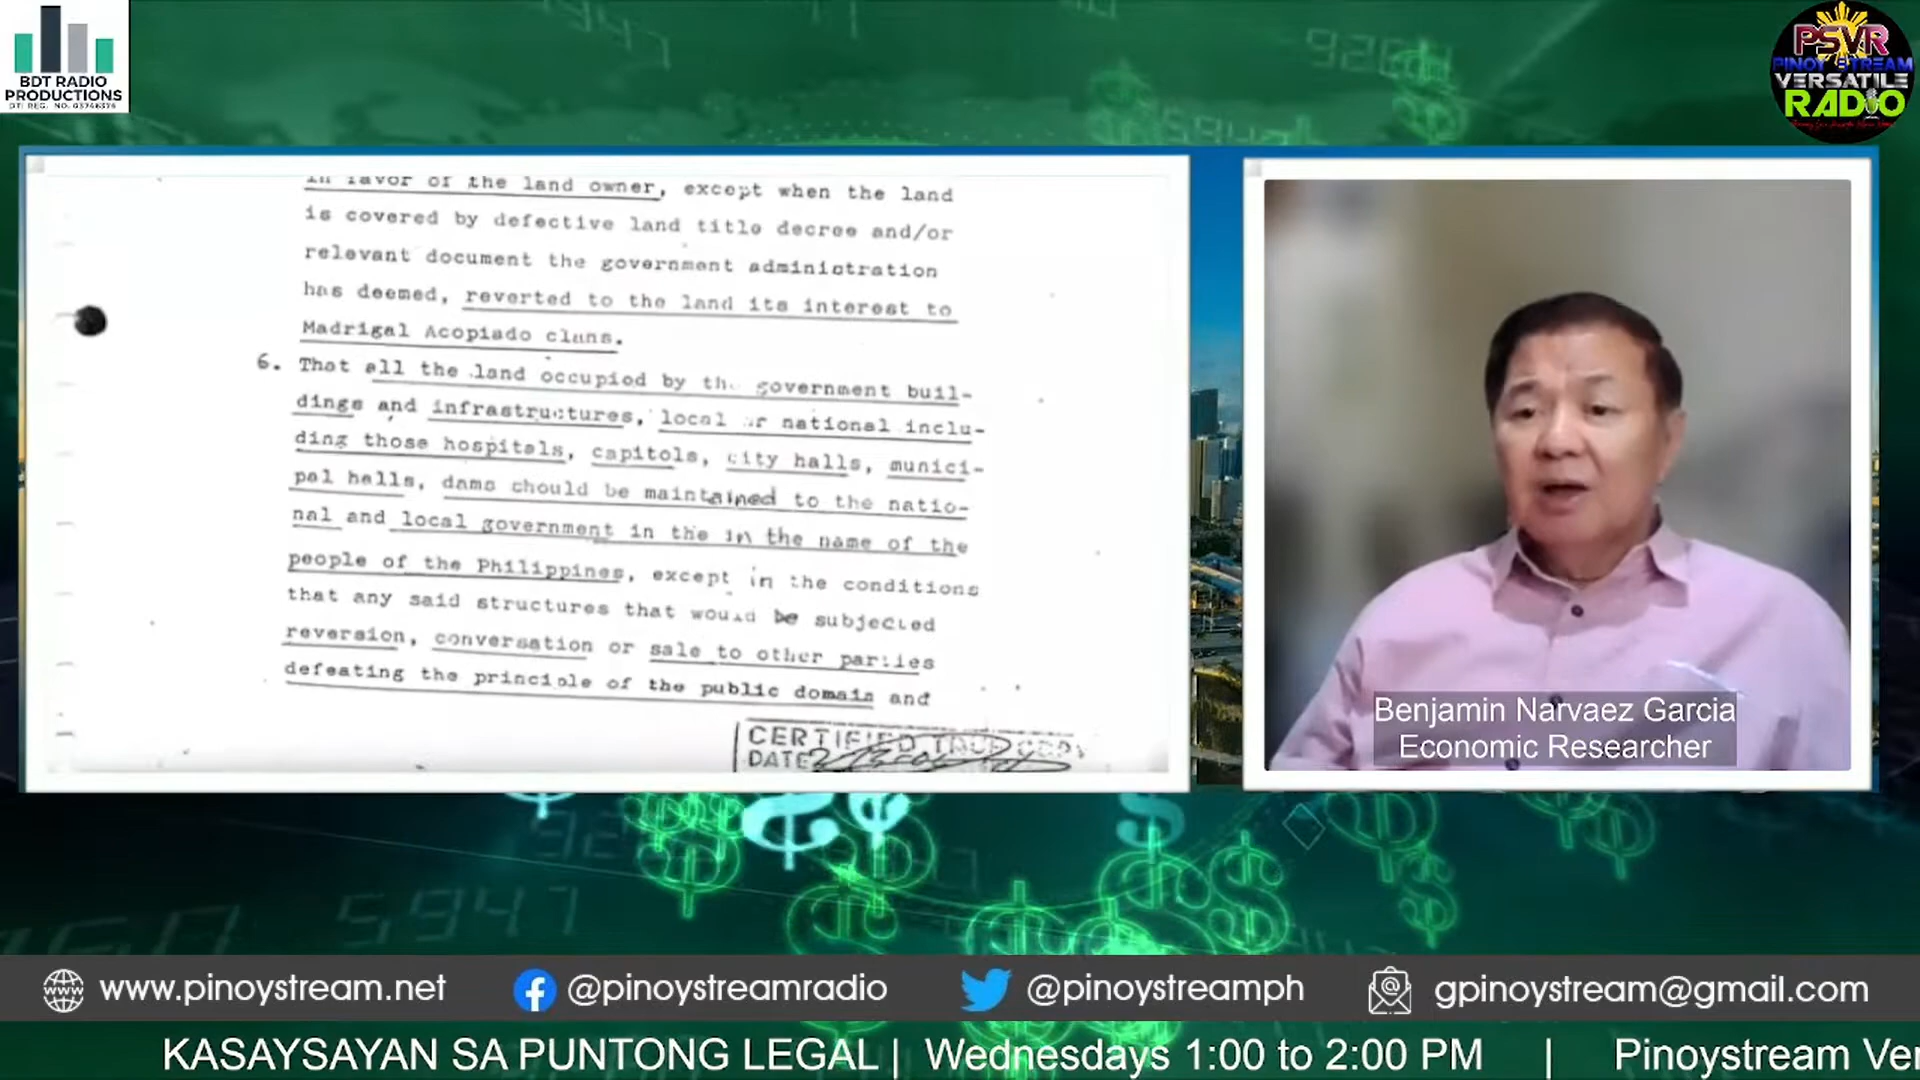 BDT RADIO
PRODUCTIONS
DTI REG. NO. 03748376
PSVR
PINOY STREAM
VERSATILE
RADIO
in favor of the land owner, except when the land
is covered by defective land title decree and/or
relevant document the government administration
has deemed, reverted to the land its interest to
Madrigal Acopiado clans.
6. That all the land occupied by the government buil-
dings and infrastructures, local or national inclu-
ding those hospitals, capitols, city halls, munici-
pal halls, dams should be maintained to the natio-
nal and local government in the in the name of the
people of the Philippines, except in the conditions
that any said structures that would be subjected
reversion, conversation or sale to other parties
defeating the principle of the public domain and
CERTIFIED TRUE COPY
DATE
Benjamin Narvaez Garcia
Economic Researcher
www.pinoystream.net
@pinoystreamradio
@pinoystreamph
gpinoystream@gmail.com
KASAYSAYAN SA PUNTONG LEGAL | Wednesdays 1:00 to 2:00 PM | Pinoystream Ver